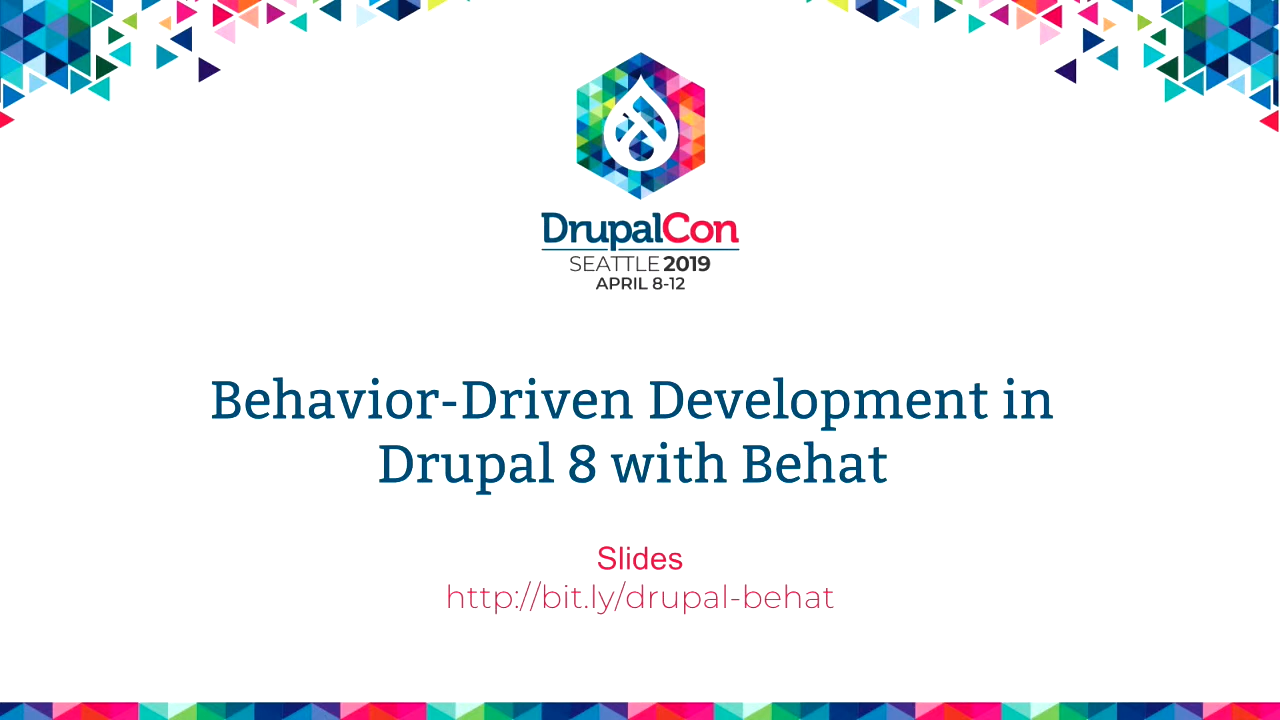 DrupalCon
SEATTLE 2019
APRIL 8-12
Behavior-Driven Development in
Drupal 8 with Behat
Slides
http://bit.ly/drupal-behat